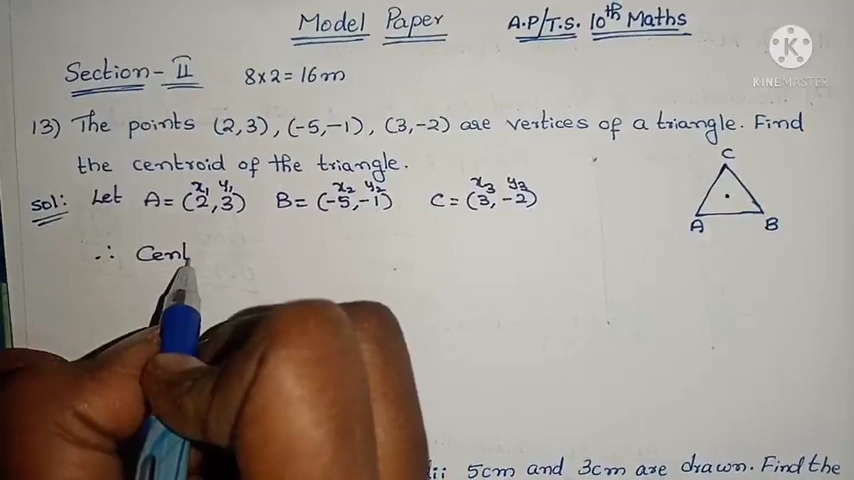 Model Paper A.P/T.S. 10th Maths
KINEMASTER
Section-II 8x2=16m
13) The points (2,3), (-5,-1), (3,-2) are vertices of a triangle. Find
the centroid of the triangle.
C
x₁ y₁ x₂ y₂ x₃ y₃
Sol: Let A=(2,3) B=(-5,-1) C=(3,-2)
A B
∴ Cent
5cm and 3cm are drawn. Find the